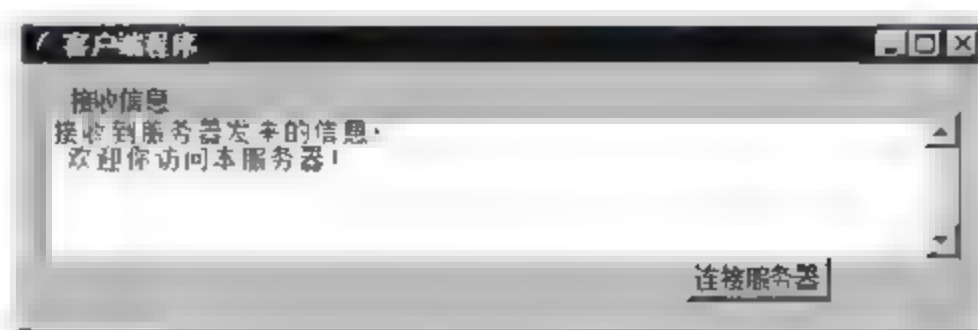 客户端程序
接收信息
接收到服务器发来的信息:
欢迎你访问本服务器!
连接服务器